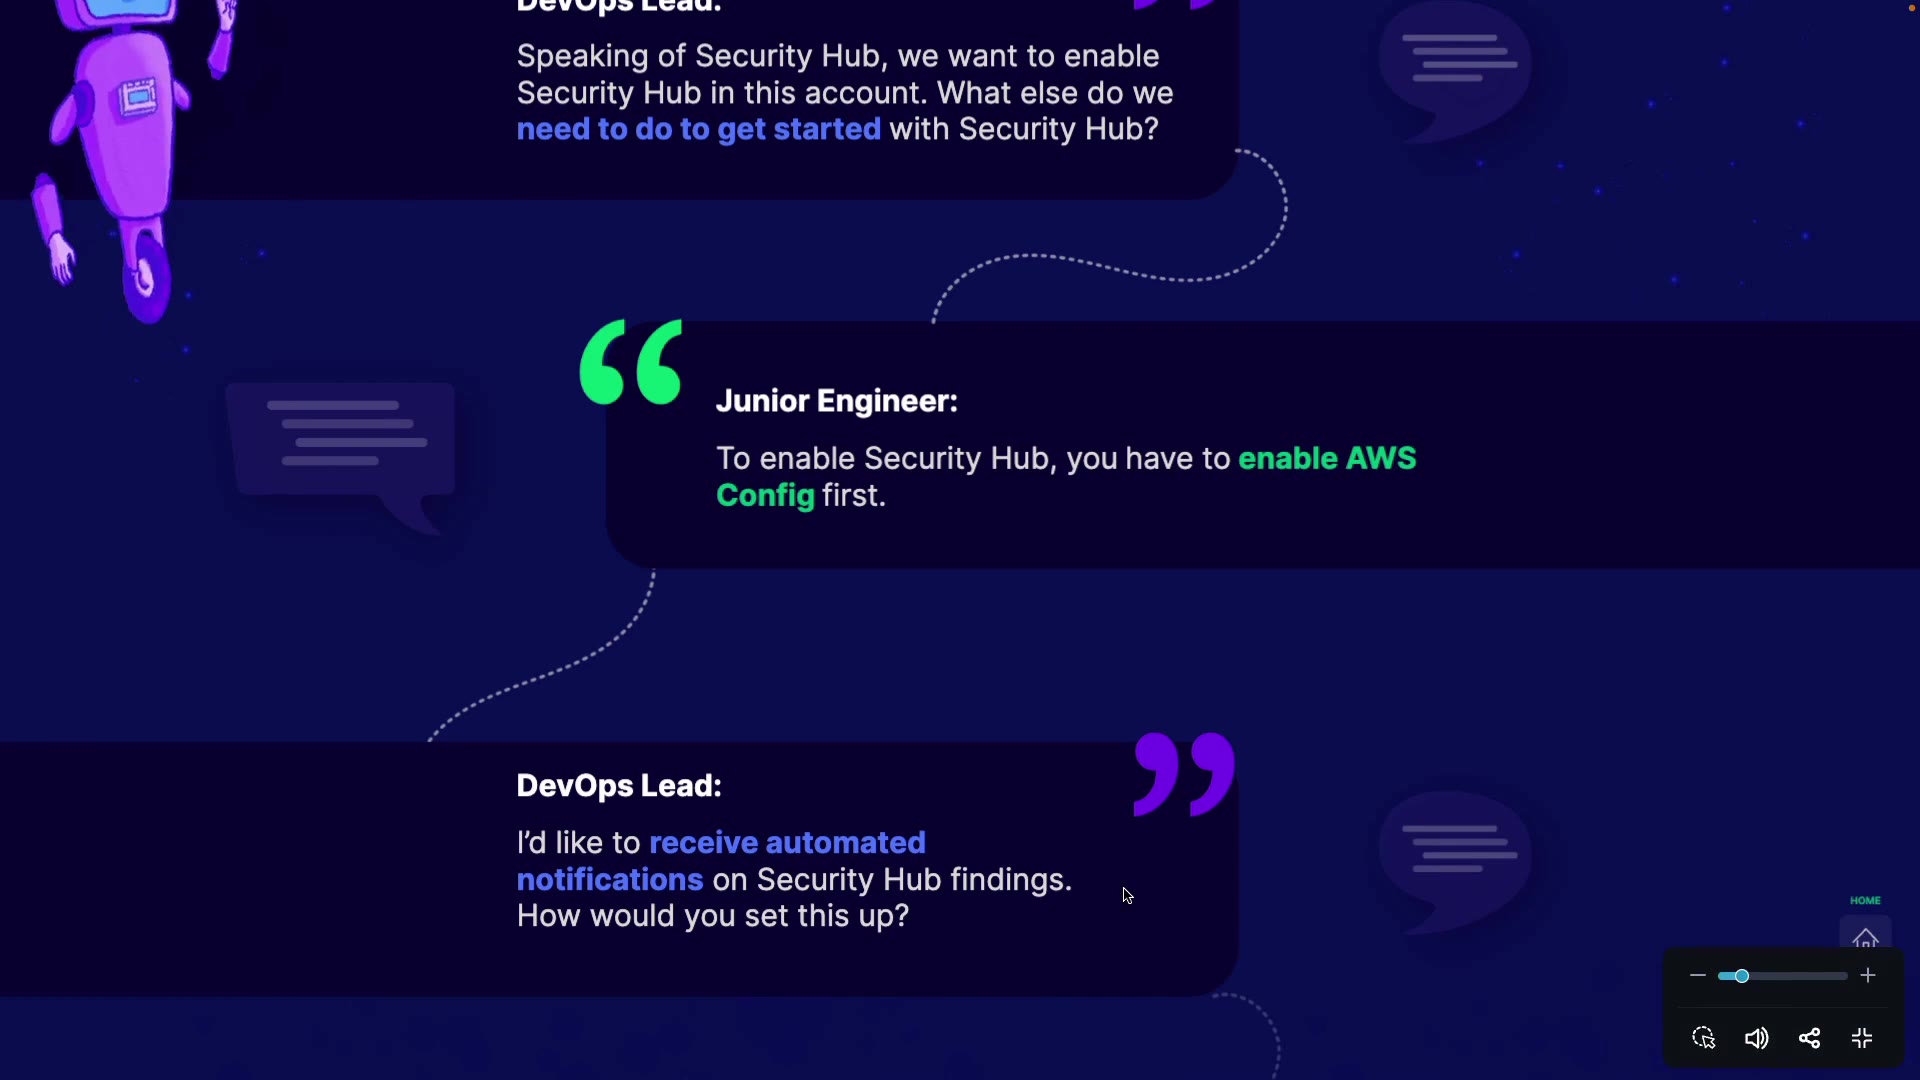 DevOps Lead:
Speaking of Security Hub, we want to enable
Security Hub in this account. What else do we
need to do to get started with Security Hub?
Junior Engineer:
To enable Security Hub, you have to enable AWS
Config first.
DevOps Lead:
I’d like to receive automated
notifications on Security Hub findings.
How would you set this up?
HOME